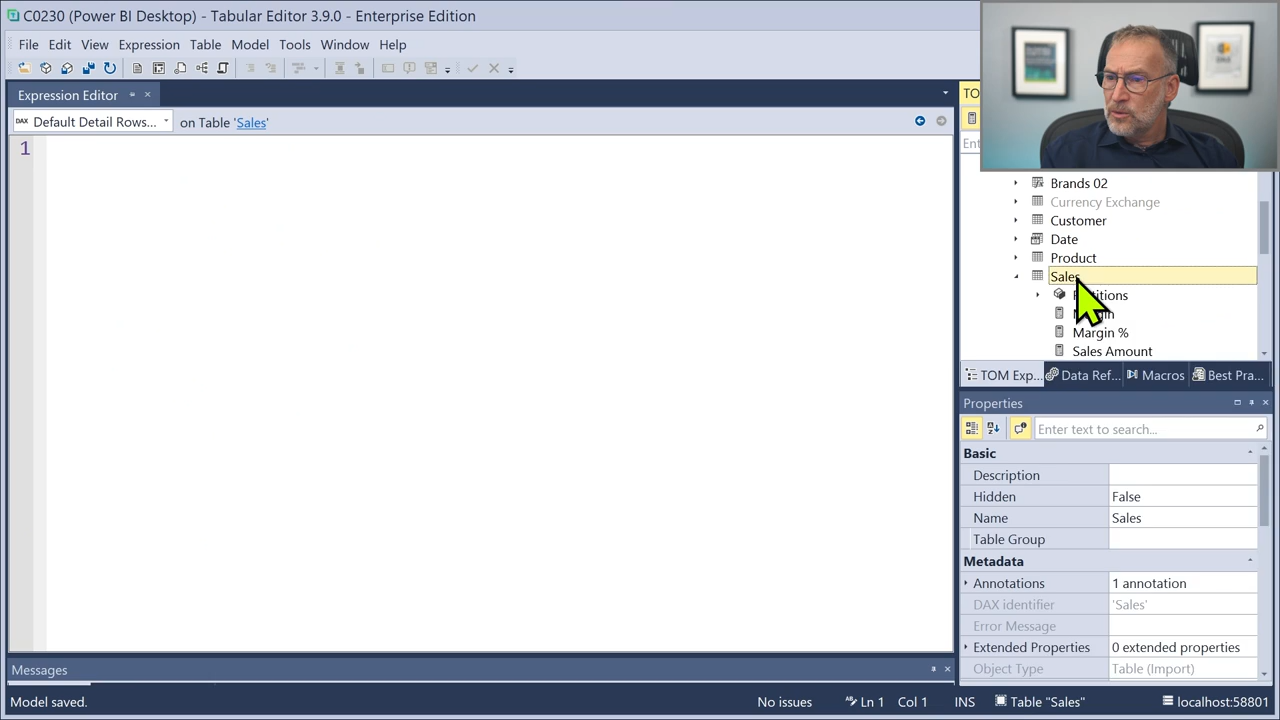 C0230 (Power BI Desktop) - Tabular Editor 3.9.0 - Enterprise Edition
File Edit View Expression Table Model Tools Window Help
Expression Editor
DAX Default Detail Rows... on Table 'Sales'
1
Brands 02
Currency Exchange
Customer
Date
Product
Sales
Margin %
Sales Amount
TOM Exp... Data Ref... Macros Best Pra...
Properties
Enter text to search...
Basic
Description
Hidden False
Name Sales
Table Group
Metadata
Annotations 1 annotation
DAX identifier 'Sales'
Error Message
Extended Properties 0 extended properties
Object Type Table (Import)
Messages
Model saved. No issues Ln 1 Col 1 INS Table "Sales" localhost:58801